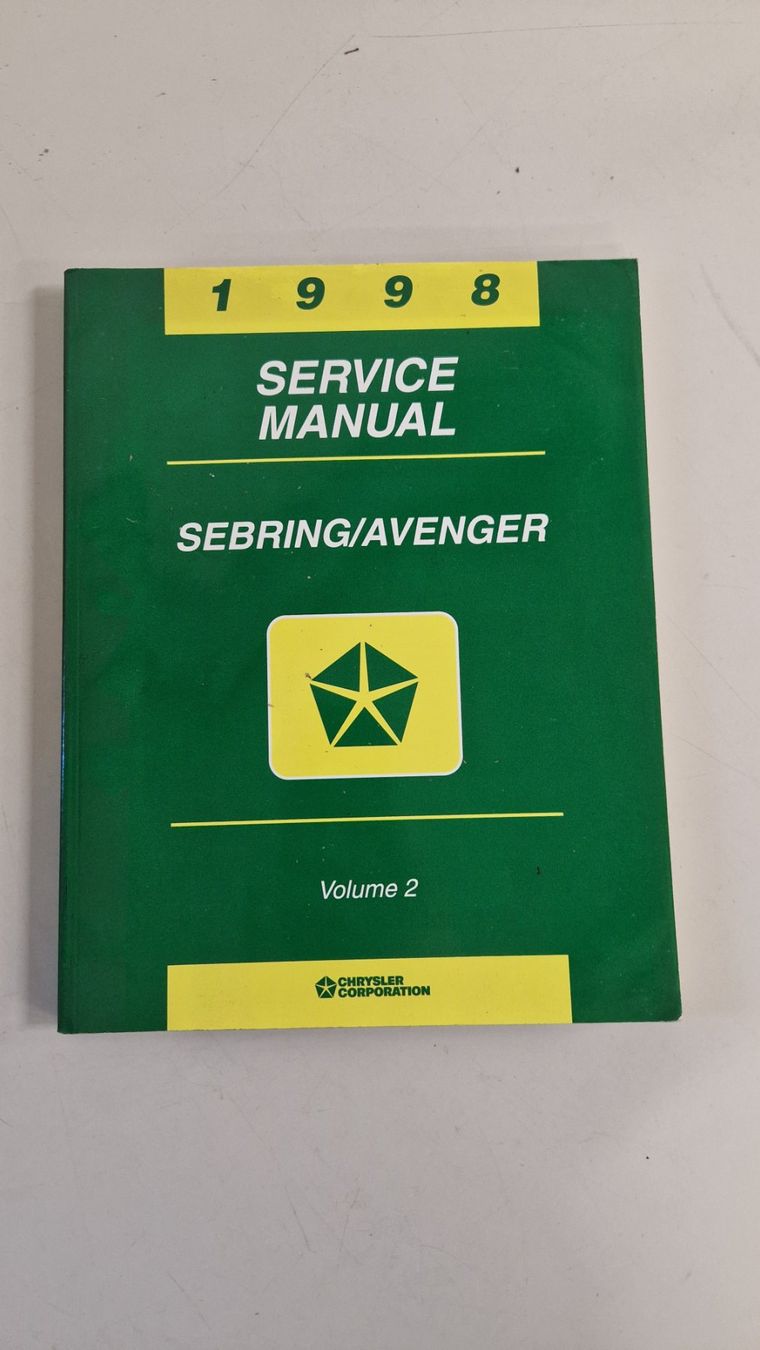 1 9 9 8
SERVICE
MANUAL
SEBRING/AVENGER
Volume 2
CHRYSLER
CORPORATION